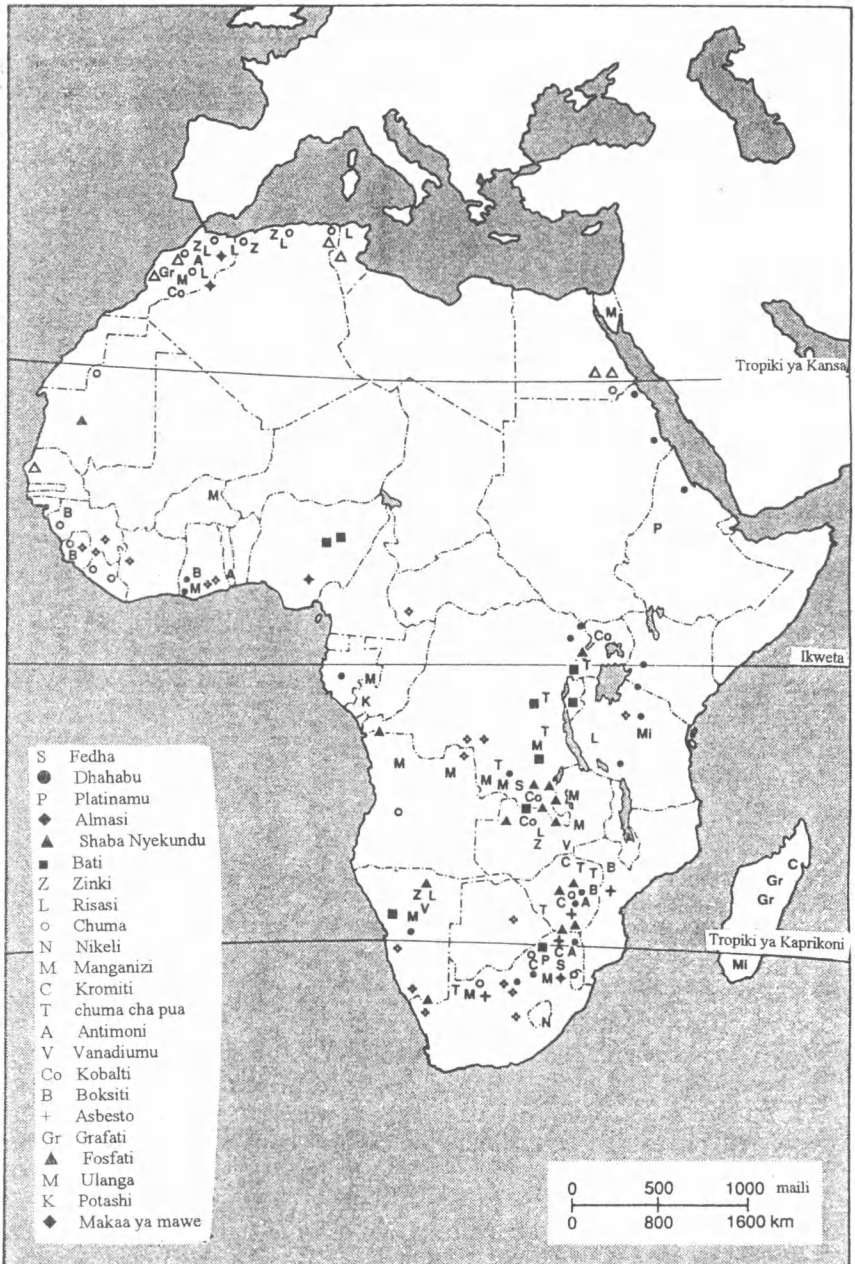 Tropiki ya Kansa
Ikweta
Tropiki ya Kaprikoni
S Fedha
● Dhahabu
P Platinamu
◆ Almasi
▲ Shaba Nyekundu
■ Bati
Z Zinki
L Risasi
○ Chuma
N Nikeli
M Manganizi
C Kromiti
T chuma cha pua
A Antimoni
V Vanadiumu
Co Kobalti
B Boksiti
+ Asbesto
Gr Grafati
▲ Fosfati
M Ulanga
K Potashi
◆ Makaa ya mawe
0 500 1000 maili
0 800 1600 km